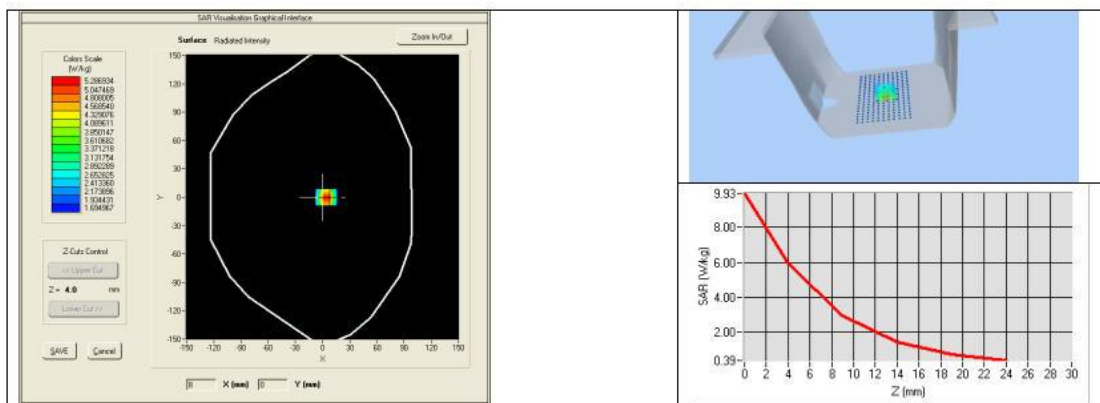 SAR Visualisation Graphical Interface
Surface Radiated Intensity
Zoom In/Out
Colors Scale
(W/kg)
5.286934
5.047469
4.808005
4.568540
4.329076
4.089611
3.850147
3.610682
3.371218
3.131754
2.892289
2.652825
2.413360
2.173896
1.934431
1.694967
Z-Cuts Control
<< Upper Cut
Z = 4.0 mm
Lower Cut >>
SAVE Cancel
150
120
90
60
30
Y 0
-30
-60
-90
-120
-150
-150 -120 -90 -60 -30 0 30 60 90 120 150
X
8 X (mm) 0 Y (mm)
9.93
8.00
6.00
4.00
2.00
0.39
SAR (W/kg)
0 2 4 6 8 10 12 14 16 18 20 22 24 26 28 30
Z (mm)